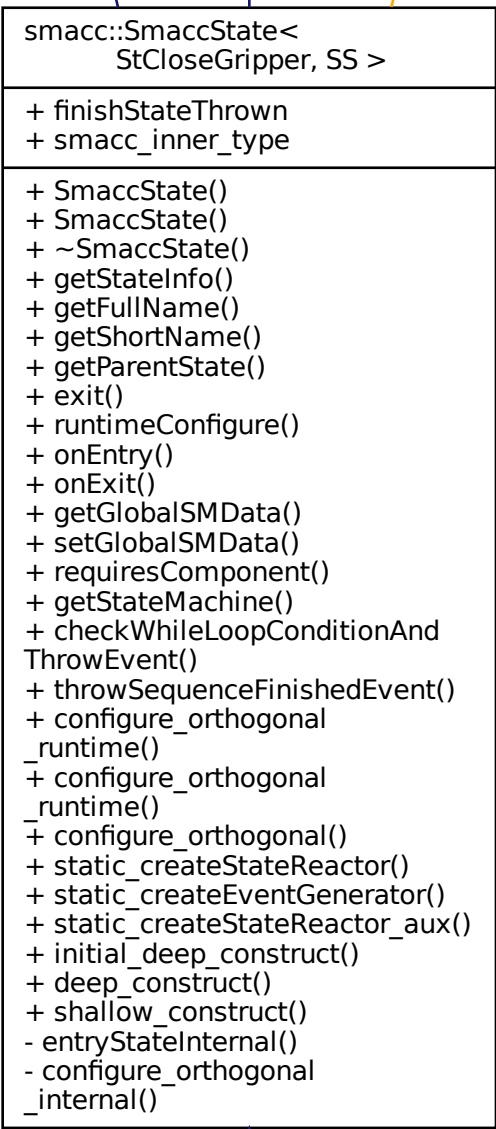 smacc::SmaccState<
StCloseGripper, SS >
+ finishStateThrown
+ smacc_inner_type
+ SmaccState()
+ SmaccState()
+ ~SmaccState()
+ getStateInfo()
+ getFullName()
+ getShortName()
+ getParentState()
+ exit()
+ runtimeConfigure()
+ onEntry()
+ onExit()
+ getGlobalSMData()
+ setGlobalSMData()
+ requiresComponent()
+ getStateMachine()
+ checkWhileLoopConditionAnd
ThrowEvent()
+ throwSequenceFinishedEvent()
+ configure_orthogonal
_runtime()
+ configure_orthogonal
_runtime()
+ configure_orthogonal()
+ static_createStateReactor()
+ static_createEventGenerator()
+ static_createStateReactor_aux()
+ initial_deep_construct()
+ deep_construct()
+ shallow_construct()
- entryStateInternal()
- configure_orthogonal
_internal()